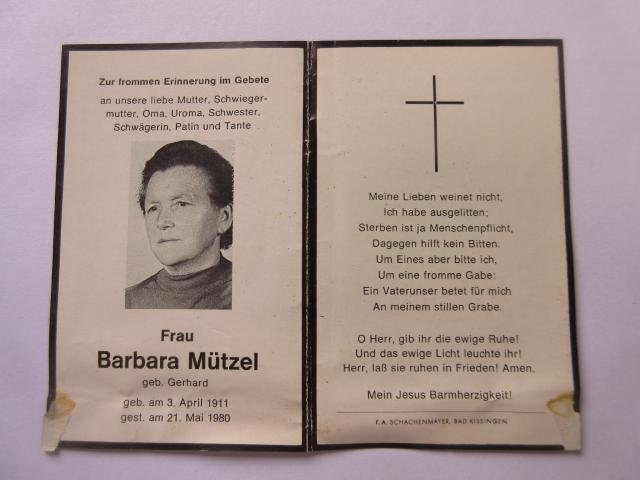 Zur frommen Erinnerung im Gebete
an unsere liebe Mutter, Schwieger-
mutter, Oma, Uroma, Schwester,
Schwägerin, Patin und Tante
Frau
Barbara Mützel
geb. Gerhard
geb. am 3. April 1911
gest. am 21. Mai 1980
Meine Lieben weinet nicht,
Ich habe ausgelitten;
Sterben ist ja Menschenpflicht,
Dagegen hilft kein Bitten.
Um Eines aber bitte ich,
Um eine fromme Gabe:
Ein Vaterunser betet für mich
An meinem stillen Grabe.
O Herr, gib ihr die ewige Ruhe!
Und das ewige Licht leuchte ihr!
Herr, laß sie ruhen in Frieden! Amen.
Mein Jesus Barmherzigkeit!
F. A. SCHACHENMAYER, BAD KISSINGEN